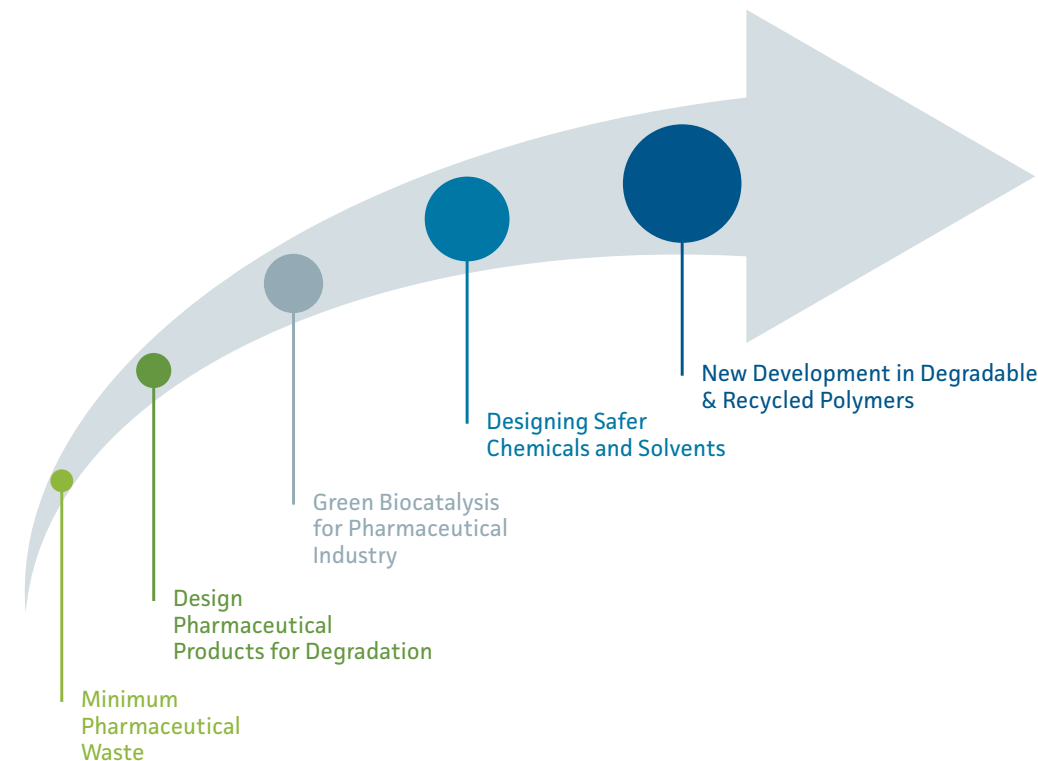 New Development in Degradable
& Recycled Polymers
Designing Safer
Chemicals and Solvents
Green Biocatalysis
for Pharmaceutical
Industry
Design
Pharmaceutical
Products for Degradation
Minimum
Pharmaceutical
Waste